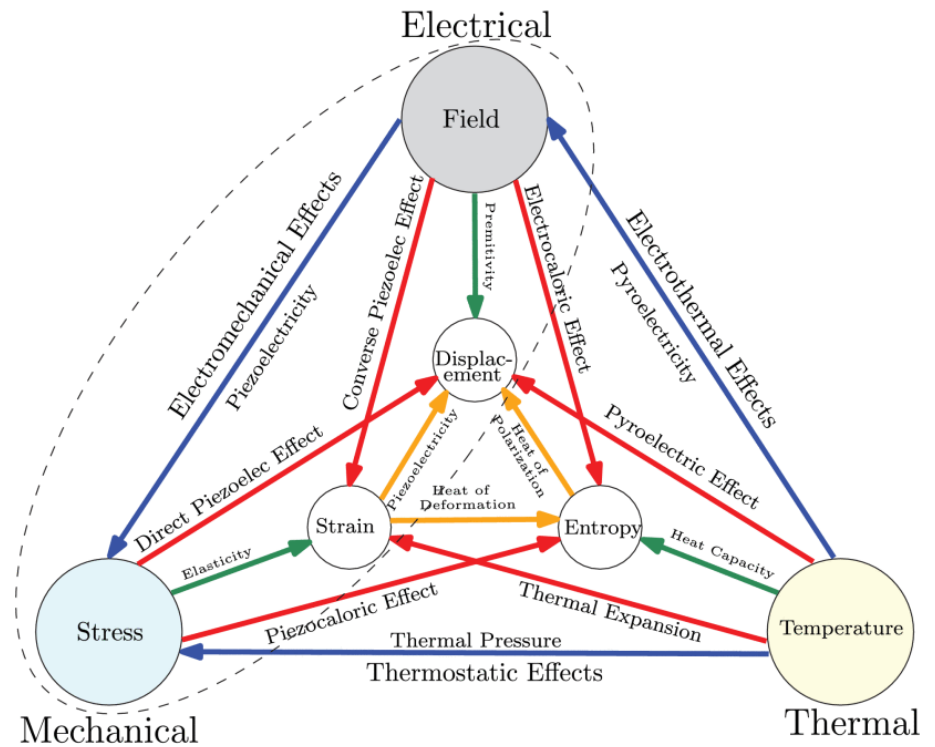 Electrical
Field
Electromechanical Effects
Piezoelectricity
Converse Piezoelec Effect
Premitivity
Electrocaloric Effect
Electrothermal Effects
Pyroelectricity
Displac-
ement
Direct Piezoelec Effect
Piezoelectricity
Heat of
Polarization
Pyroelectric Effect
Heat of
Deformation
Strain
Entropy
Elasticity
Heat Capacity
Piezocaloric Effect
Thermal Expansion
Stress
Temperature
Thermal Pressure
Thermostatic Effects
Mechanical
Thermal